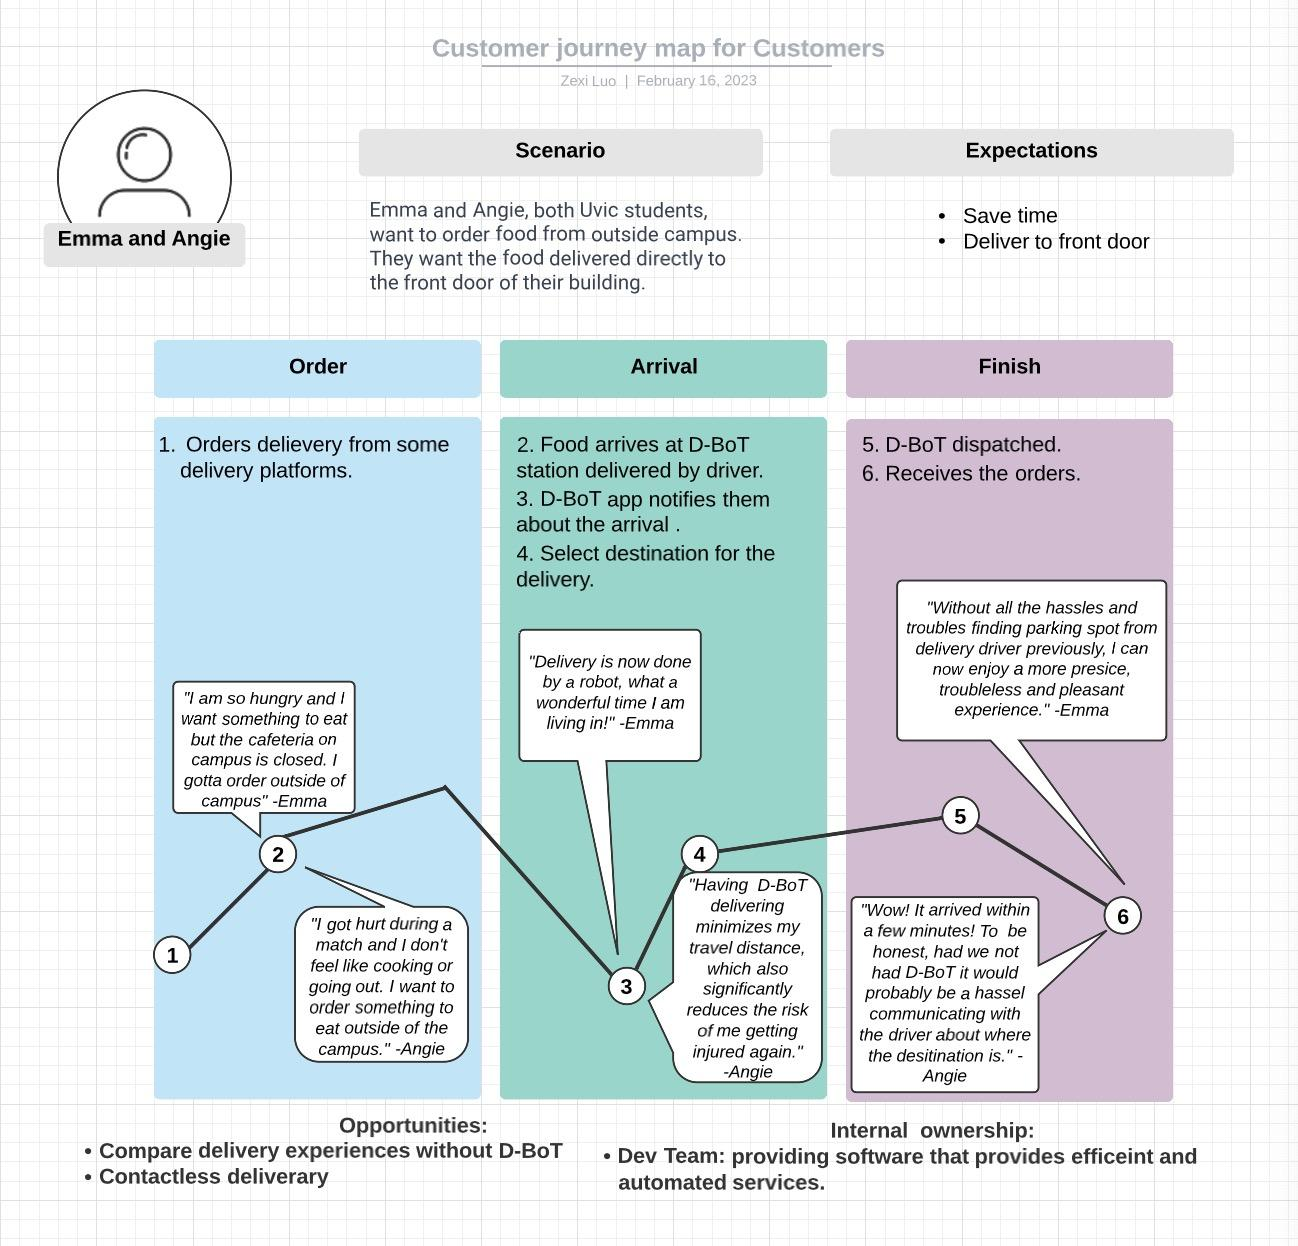 Customer journey map for Customers
Zexi Luo | February 16, 2023
Emma and Angie
Scenario
Emma and Angie, both Uvic students,
want to order food from outside campus.
They want the food delivered directly to
the front door of their building.
Expectations
• Save time
• Deliver to front door
Order
1. Orders delievery from some
delivery platforms.
"I am so hungry and I
want something to eat
but the cafeteria on
campus is closed. I
gotta order outside of
campus" -Emma
2
1
"I got hurt during a
match and I don't
feel like cooking or
going out. I want to
order something to
eat outside of the
campus." -Angie
Arrival
2. Food arrives at D-BoT
station delivered by driver.
3. D-BoT app notifies them
about the arrival .
4. Select destination for the
delivery.
"Delivery is now done
by a robot, what a
wonderful time I am
living in!" -Emma
4
3
"Having D-BoT
delivering
minimizes my
travel distance,
which also
significantly
reduces the risk
of me getting
injured again."
-Angie
Finish
5. D-BoT dispatched.
6. Receives the orders.
"Without all the hassles and
troubles finding parking spot from
delivery driver previously, I can
now enjoy a more presice,
troubleless and pleasant
experience." -Emma
5
6
"Wow! It arrived within
a few minutes! To be
honest, had we not
had D-BoT it would
probably be a hassel
communicating with
the driver about where
the desitination is." -
Angie
Opportunities:
• Compare delivery experiences without D-BoT
• Contactless deliverary
Internal ownership:
• Dev Team: providing software that provides efficeint and
automated services.